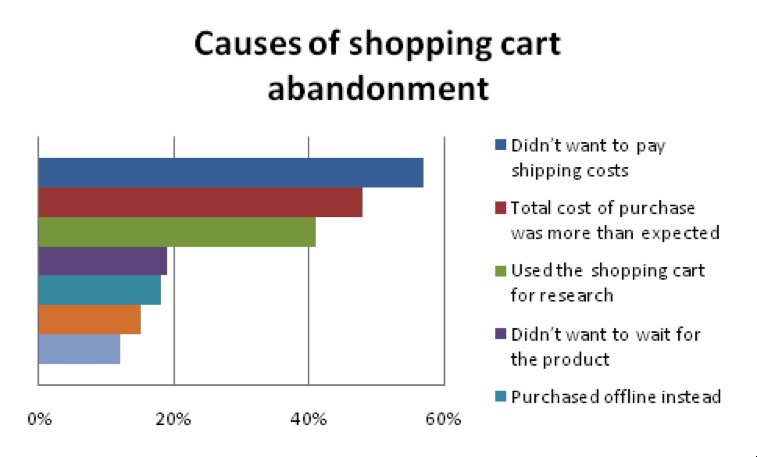 Causes of shopping cart
abandonment
Didn't want to pay
shipping costs
Total cost of purchase
was more than expected
Used the shopping cart
for research
Didn't want to wait for
the product
Purchased offline instead
0%
20%
40%
60%